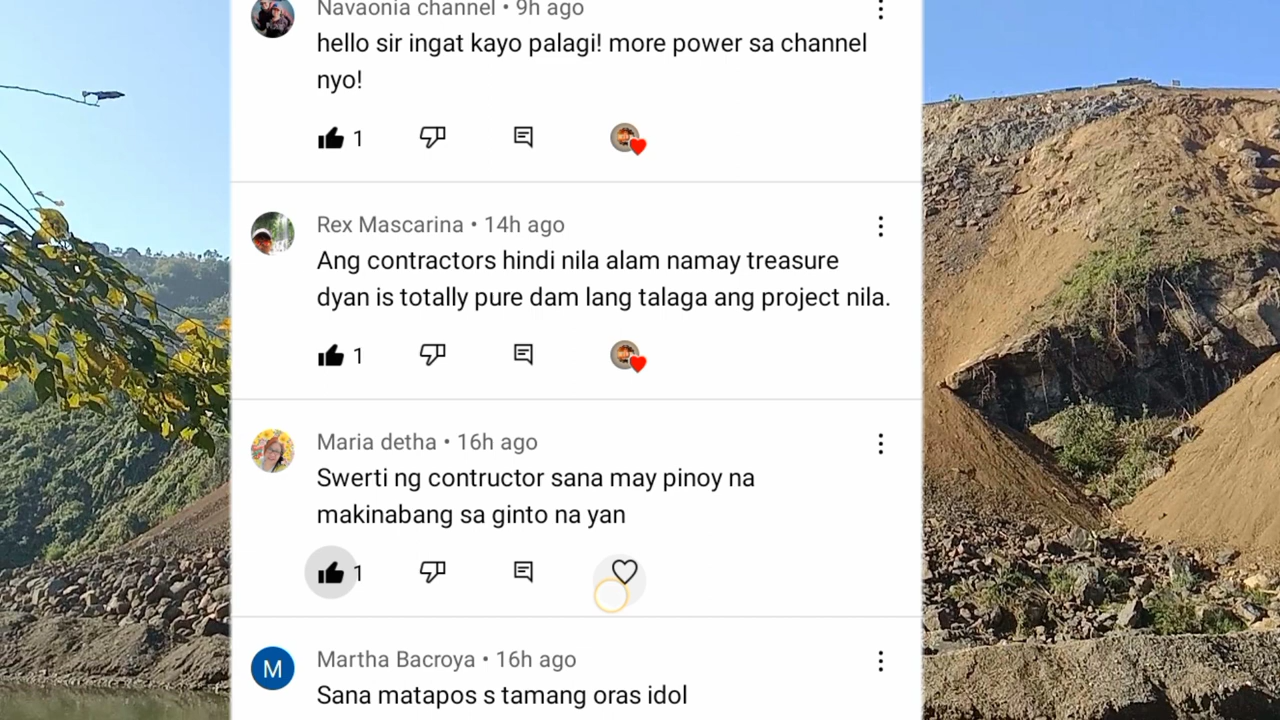 Navaonia channel • 9h ago
hello sir ingat kayo palagi! more power sa channel
nyo!
1
Rex Mascarina • 14h ago
Ang contractors hindi nila alam namay treasure
dyan is totally pure dam lang talaga ang project nila.
1
Maria detha • 16h ago
Swerti ng contructor sana may pinoy na
makinabang sa ginto na yan
1
M
Martha Bacroya • 16h ago
Sana matapos s tamang oras idol